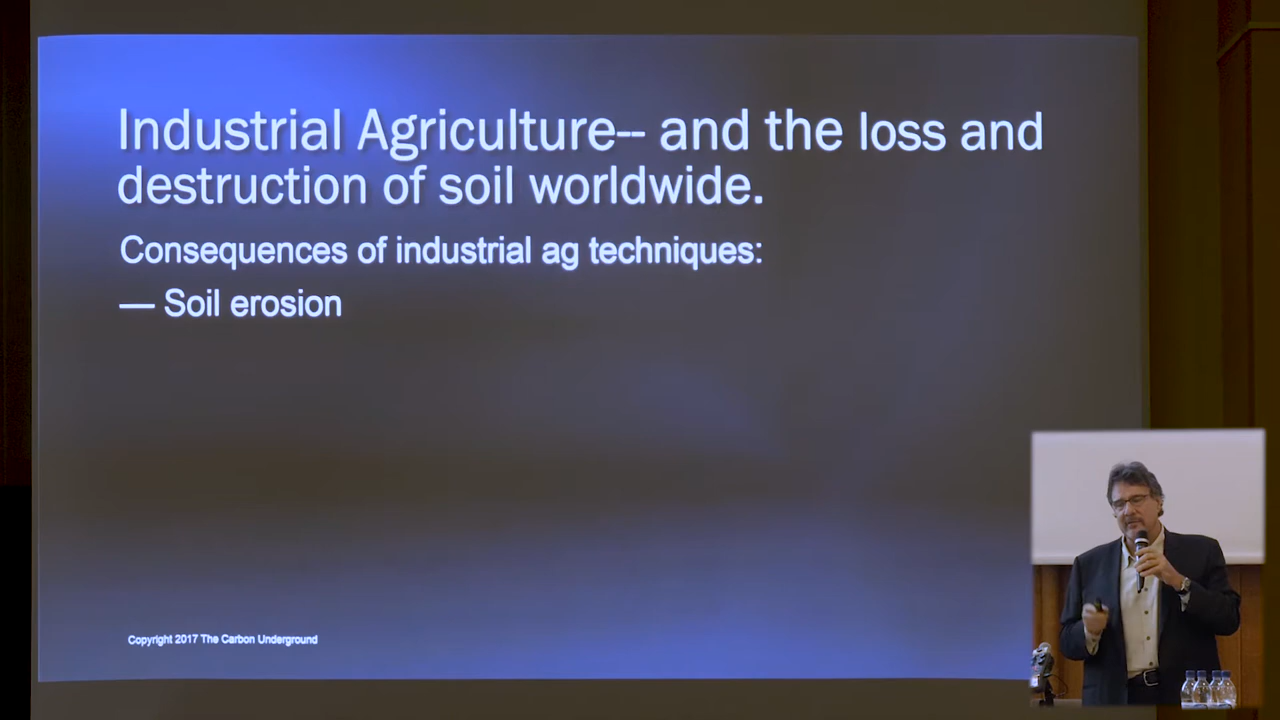 Industrial Agriculture-- and the loss and
destruction of soil worldwide.
Consequences of industrial ag techniques:
— Soil erosion
Copyright 2017 The Carbon Underground